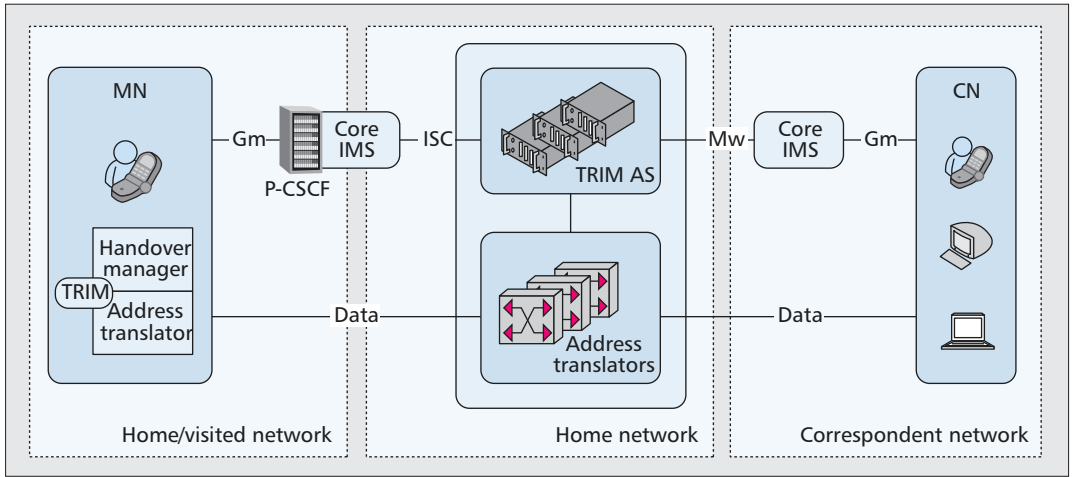 MN
Handover
manager
TRIM
Address
translator
Gm
P-CSCF
Core
IMS
ISC
Data
Home/visited network
TRIM AS
Address
translators
Home network
Mw
Core
IMS
Gm
Data
CN
Correspondent network